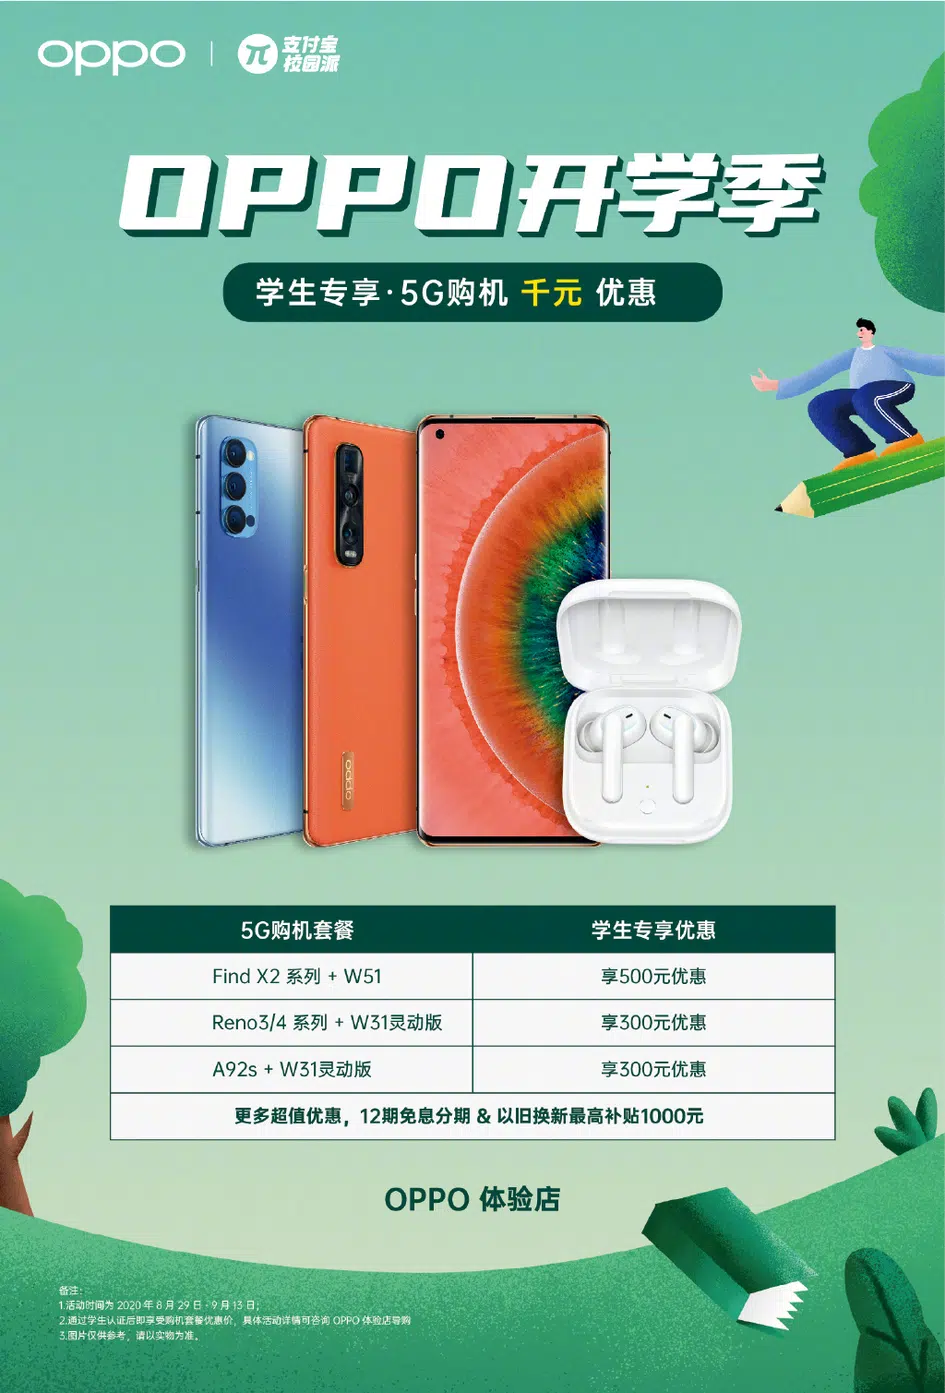 oppo
支付宝
校园派
OPPO开学季
学生专享·5G购机 千元 优惠
oppo
5G购机套餐 学生专享优惠
Find X2 系列 + W51 享500元优惠
Reno3/4 系列 + W31灵动版 享300元优惠
A92s + W31灵动版 享300元优惠
更多超值优惠，12期免息分期 & 以旧换新最高补贴1000元
OPPO 体验店
备注：
1.活动时间为 2020 年 8 月 29 日 - 9 月 13 日；
2.通过学生认证后即享受购机套餐优惠价，具体活动详情可咨询 OPPO 体验店导购
3.图片仅供参考，请以实物为准。